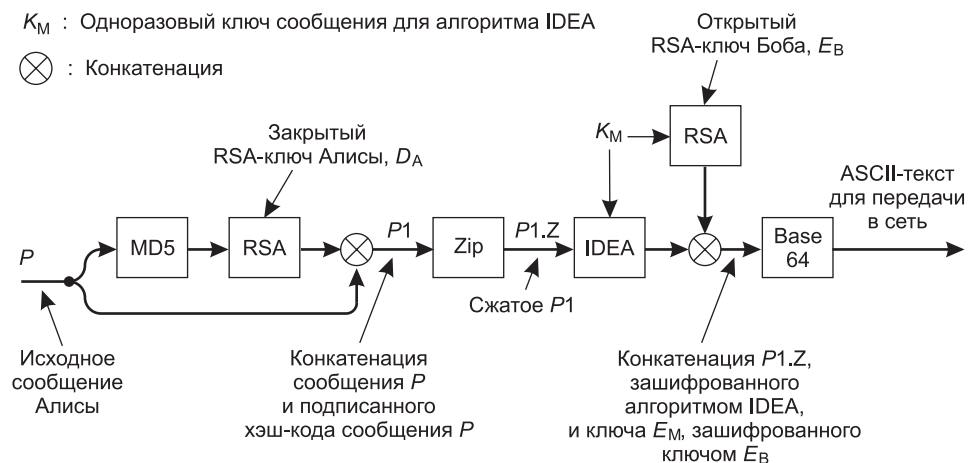 K_M : Одноразовый ключ сообщения для алгоритма IDEA
: Конкатенация
Открытый
RSA-ключ Боба, E_B
Закрытый
RSA-ключ Алисы, D_A
K_M
RSA
ASCII-текст
для передачи
в сеть
P
MD5
RSA
P1
Zip
P1.Z
IDEA
Base
64
Сжатое P1
Исходное
сообщение
Алисы
Конкатенация
сообщения P
и подписанного
хэш-кода сообщения P
Конкатенация P1.Z,
зашифрованного
алгоритмом IDEA,
и ключа E_M, зашифрованного
ключом E_B